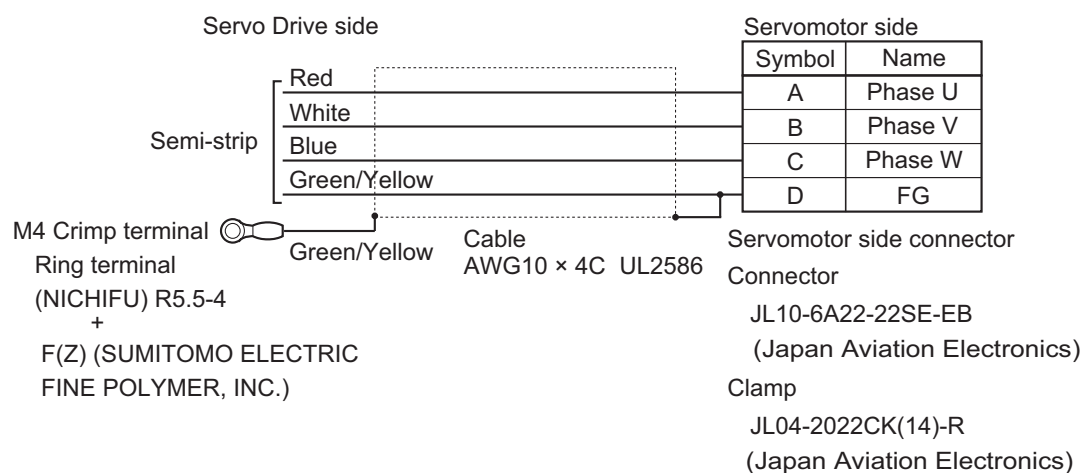 Servo Drive side
Servomotor side
Symbol Name
Red
A Phase U
White
B Phase V
Semi-strip
Blue
C Phase W
Green/Yellow
D FG
M4 Crimp terminal
Green/Yellow
Ring terminal
(NICHIFU) R5.5-4
+
F(Z) (SUMITOMO ELECTRIC
FINE POLYMER, INC.)
Cable
AWG10 × 4C UL2586
Servomotor side connector
Connector
JL10-6A22-22SE-EB
(Japan Aviation Electronics)
Clamp
JL04-2022CK(14)-R
(Japan Aviation Electronics)